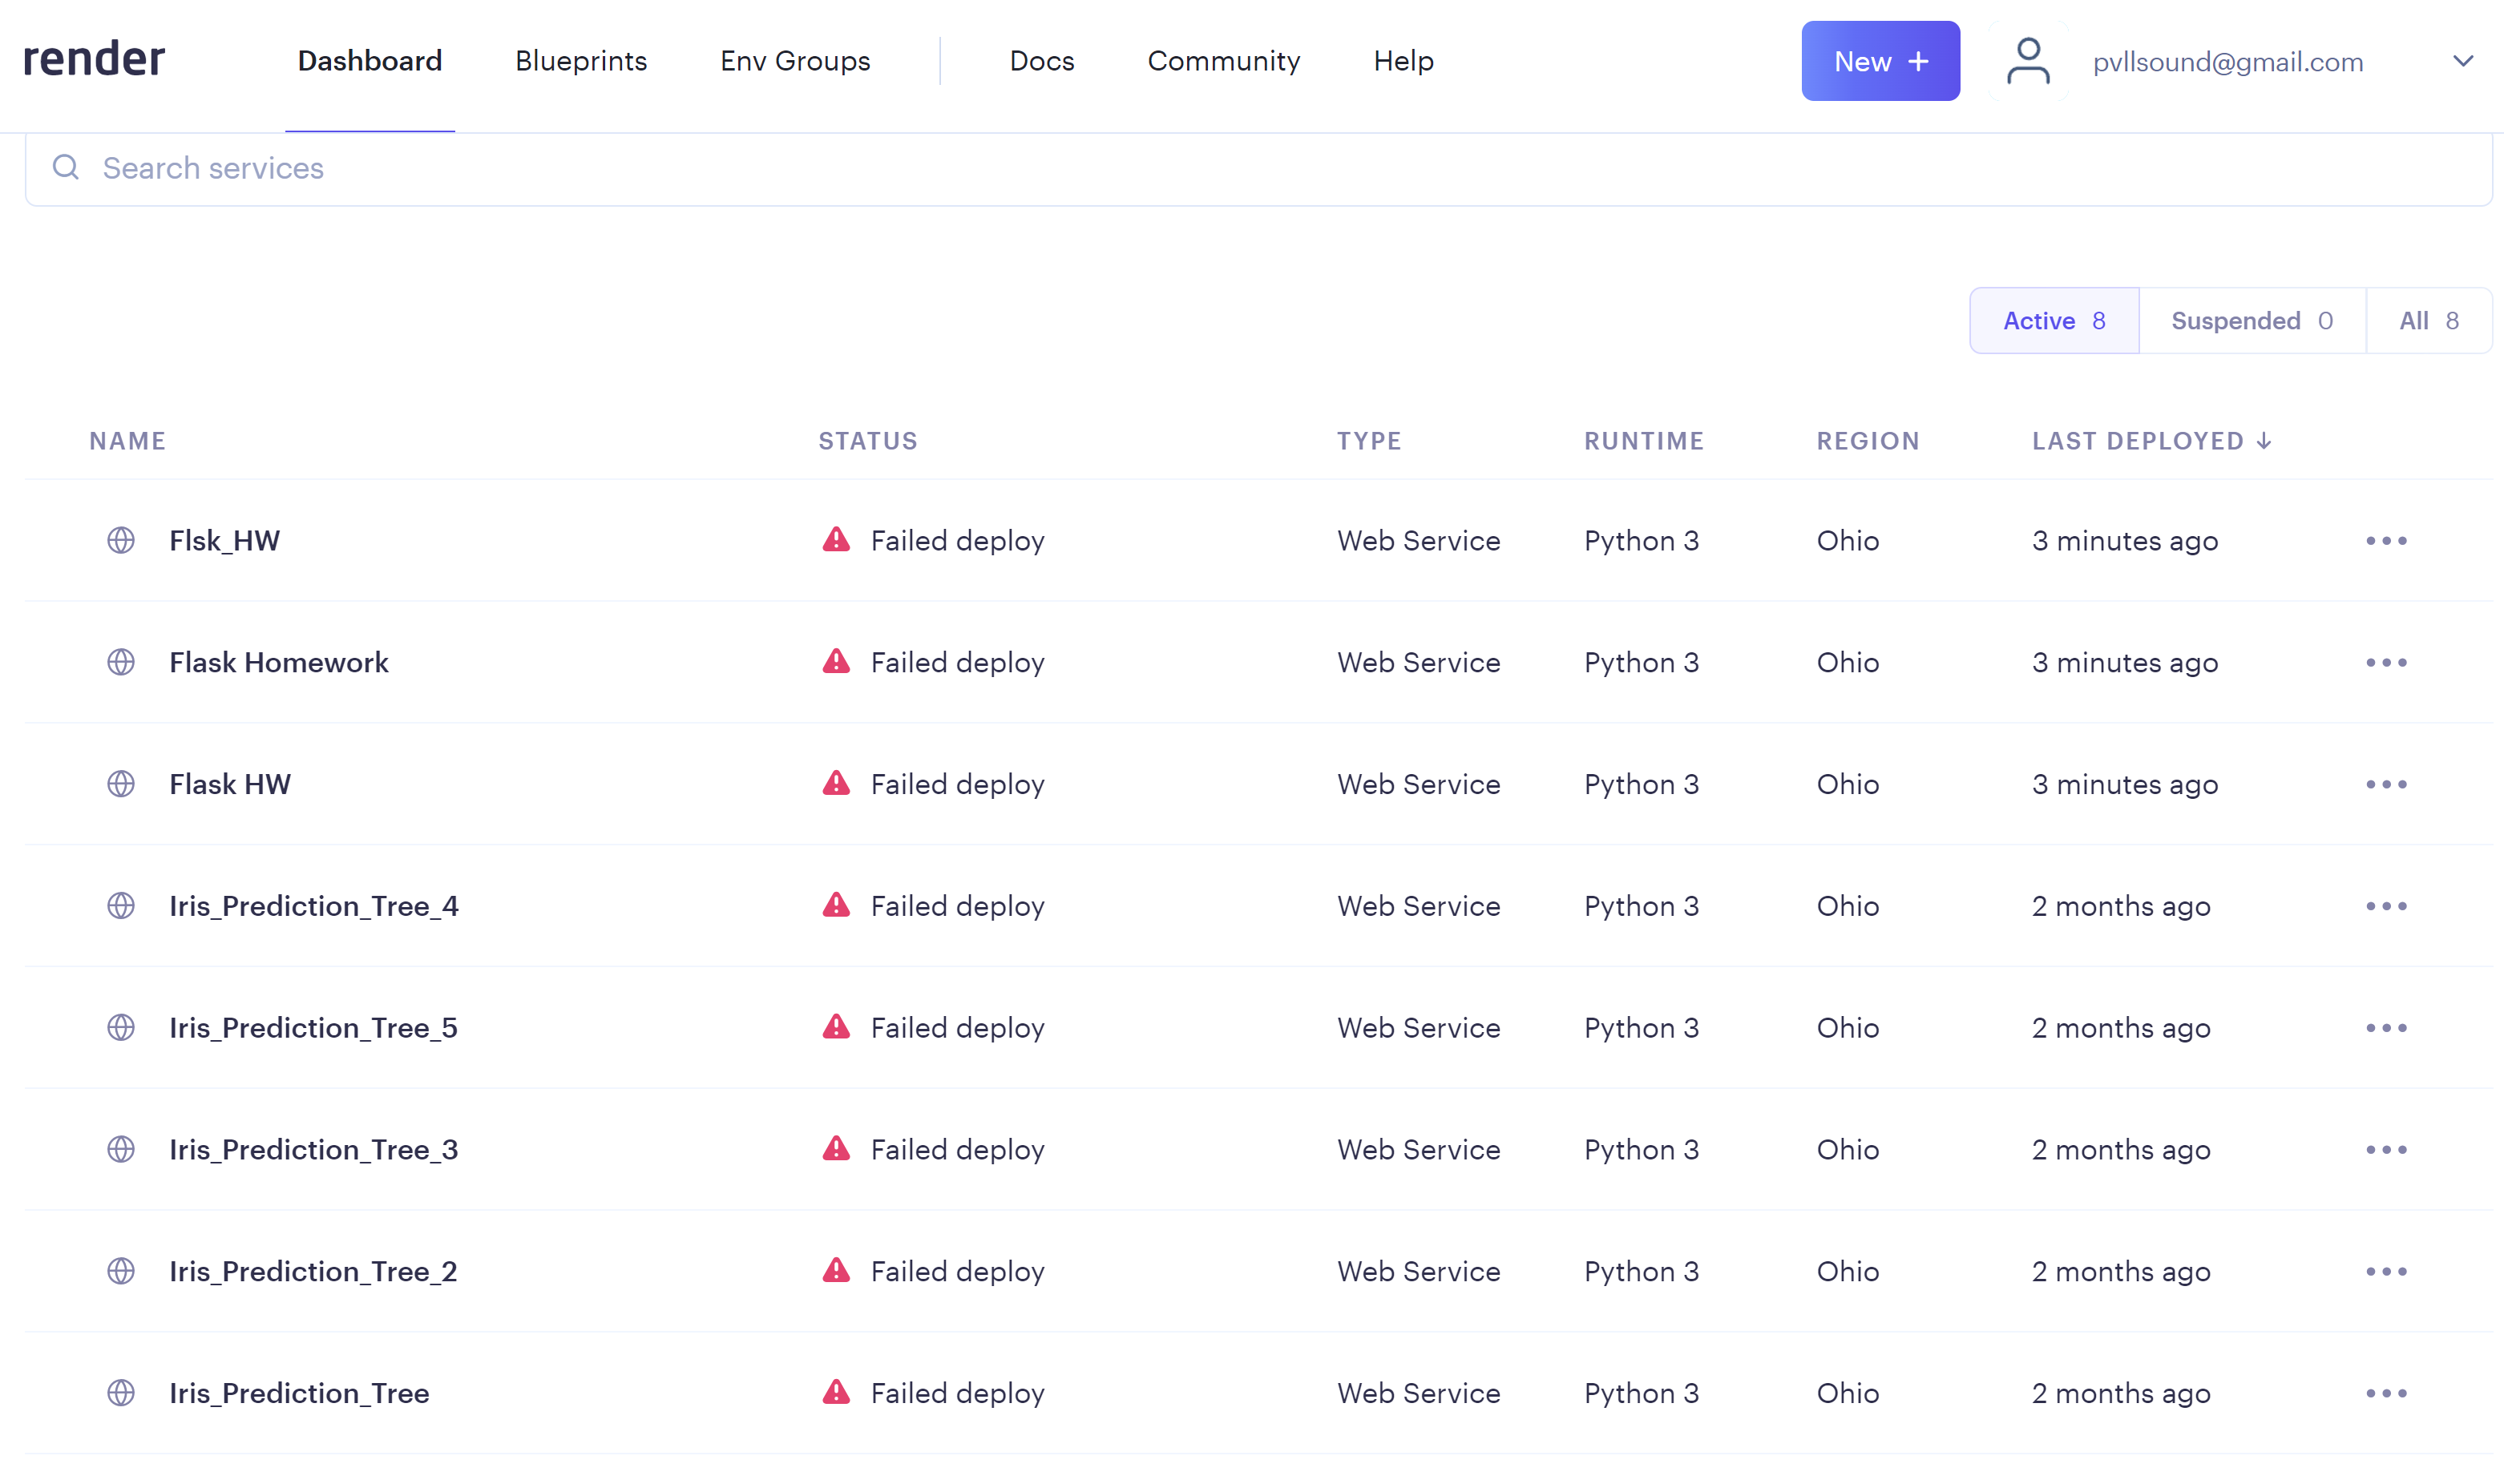 render Dashboard Blueprints Env Groups Docs Community Help New + pvllsound@gmail.com
Search services
Active 8 Suspended 0 All 8
NAME STATUS TYPE RUNTIME REGION LAST DEPLOYED ↓
Flsk_HW Failed deploy Web Service Python 3 Ohio 3 minutes ago
Flask Homework Failed deploy Web Service Python 3 Ohio 3 minutes ago
Flask HW Failed deploy Web Service Python 3 Ohio 3 minutes ago
Iris_Prediction_Tree_4 Failed deploy Web Service Python 3 Ohio 2 months ago
Iris_Prediction_Tree_5 Failed deploy Web Service Python 3 Ohio 2 months ago
Iris_Prediction_Tree_3 Failed deploy Web Service Python 3 Ohio 2 months ago
Iris_Prediction_Tree_2 Failed deploy Web Service Python 3 Ohio 2 months ago
Iris_Prediction_Tree Failed deploy Web Service Python 3 Ohio 2 months ago